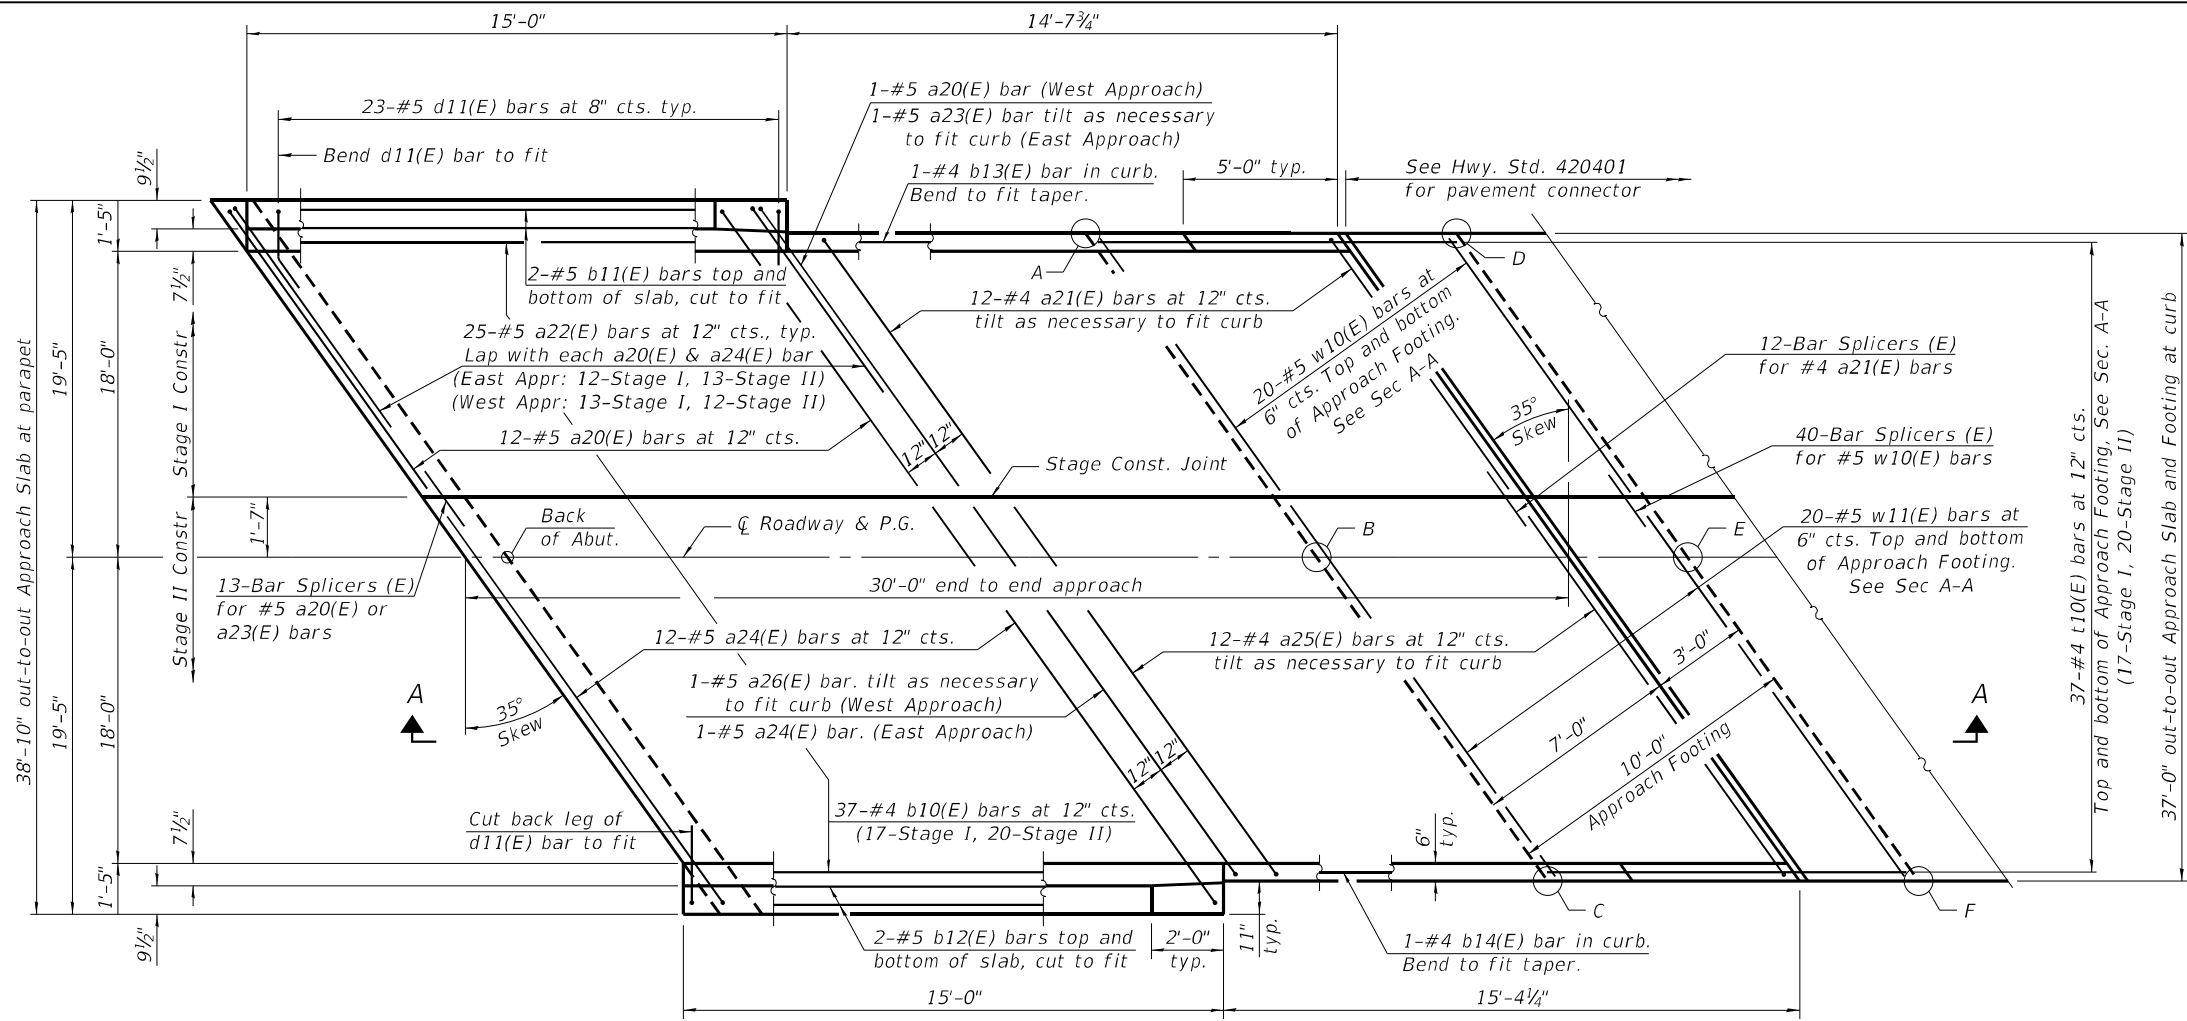 15'-0"
14'-7¾"
23-#5 d11(E) bars at 8" cts. typ.
Bend d11(E) bar to fit
1-#5 a20(E) bar (West Approach)
1-#5 a23(E) bar tilt as necessary
to fit curb (East Approach)
1-#4 b13(E) bar in curb.
Bend to fit taper.
5'-0" typ.
See Hwy. Std. 420401
for pavement connector
9½"
1'-5"
7½"
A
D
2-#5 b11(E) bars top and
bottom of slab, cut to fit
12-#4 a21(E) bars at 12" cts.
tilt as necessary to fit curb
25-#5 a22(E) bars at 12" cts., typ.
Lap with each a20(E) & a24(E) bar
(East Appr: 12-Stage I, 13-Stage II)
(West Appr: 13-Stage I, 12-Stage II)
20-#5 w10(E) bars at
6" cts. Top and bottom
of Approach Footing.
See Sec A-A
12-Bar Splicers (E)
for #4 a21(E) bars
35°
Skew
12-#5 a20(E) bars at 12" cts.
12"
12"
40-Bar Splicers (E)
for #5 w10(E) bars
Stage Const. Joint
38'-10" out-to-out Approach Slab at parapet
19'-5"
18'-0"
Stage I Constr
Stage II Constr
1'-7"
Back
of Abut.
℄ Roadway & P.G.
B
E
20-#5 w11(E) bars at
6" cts. Top and bottom
of Approach Footing.
See Sec A-A
13-Bar Splicers (E)
for #5 a20(E) or
a23(E) bars
30'-0" end to end approach
12-#5 a24(E) bars at 12" cts.
12-#4 a25(E) bars at 12" cts.
tilt as necessary to fit curb
3'-0"
7'-0"
10'-0"
Approach Footing
37-#4 t10(E) bars at 12" cts.
Top and bottom of Approach Footing, See Sec. A-A
(17-Stage I, 20-Stage II)
37'-0" out-to-out Approach Slab and Footing at curb
19'-5"
18'-0"
A
35°
Skew
1-#5 a26(E) bar. tilt as necessary
to fit curb (West Approach)
1-#5 a24(E) bar. (East Approach)
12"
12"
A
7½"
1'-5"
9½"
Cut back leg of
d11(E) bar to fit
37-#4 b10(E) bars at 12" cts.
(17-Stage I, 20-Stage II)
6"
typ.
C
F
2-#5 b12(E) bars top and
bottom of slab, cut to fit
2'-0"
typ.
11"
typ.
1-#4 b14(E) bar in curb.
Bend to fit taper.
15'-0"
15'-4¼"